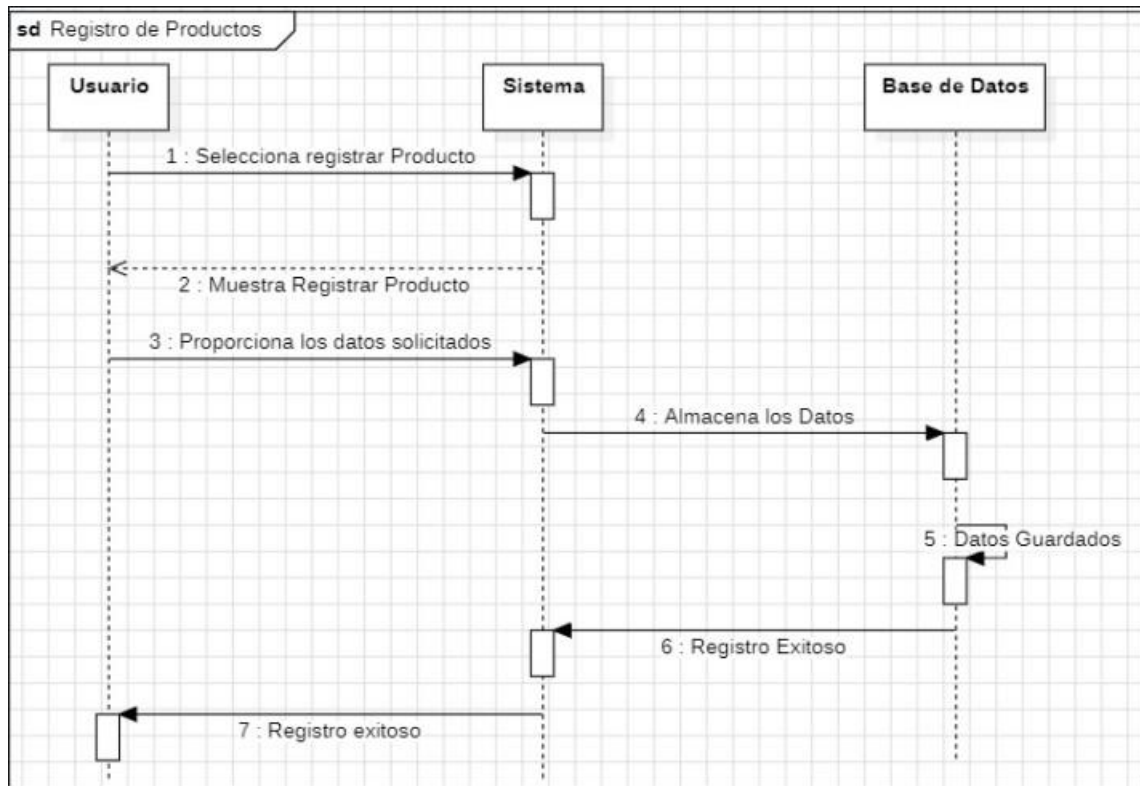 sd Registro de Productos
Usuario
Sistema
Base de Datos
1 : Selecciona registrar Producto
2 : Muestra Registrar Producto
3 : Proporciona los datos solicitados
4 : Almacena los Datos
5 : Datos Guardados
6 : Registro Exitoso
7 : Registro exitoso